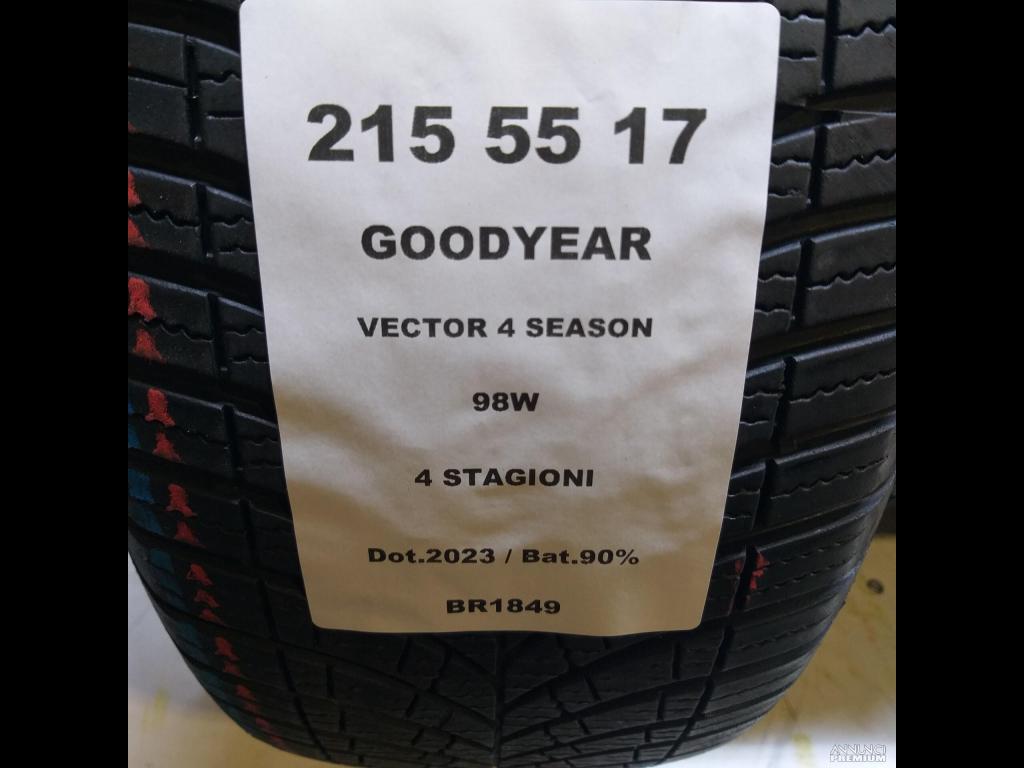 215 55 17
GOODYEAR
VECTOR 4 SEASON
98W
4 STAGIONI
Dot.2023 / Bat.90%
BR1849
ANNUNCI
PREMIUM